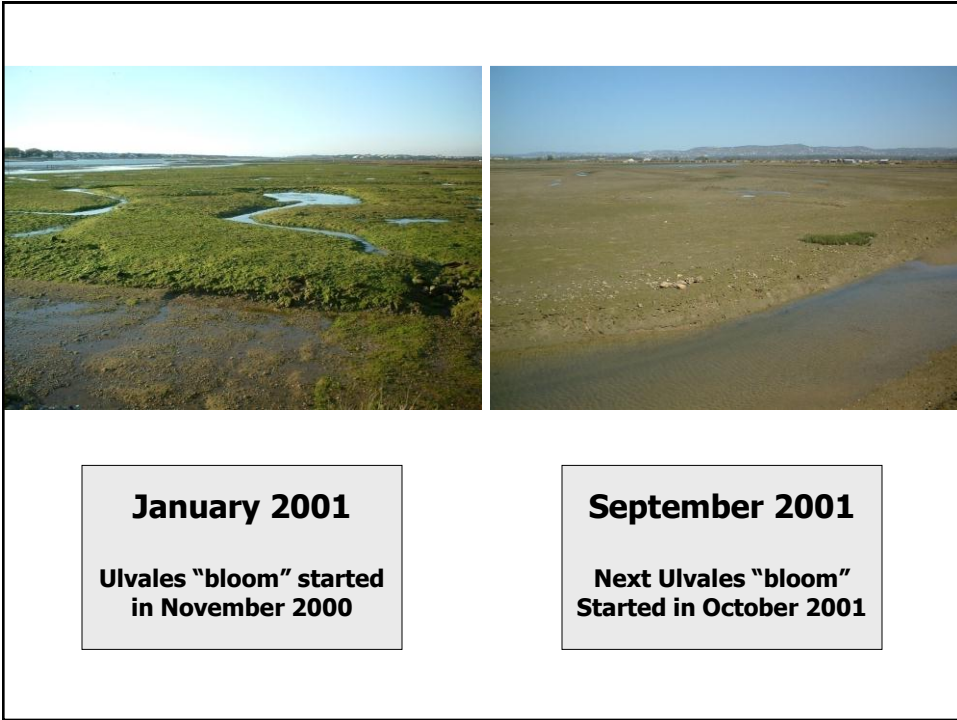 January 2001
Ulvales “bloom” started
in November 2000
September 2001
Next Ulvales “bloom”
Started in October 2001